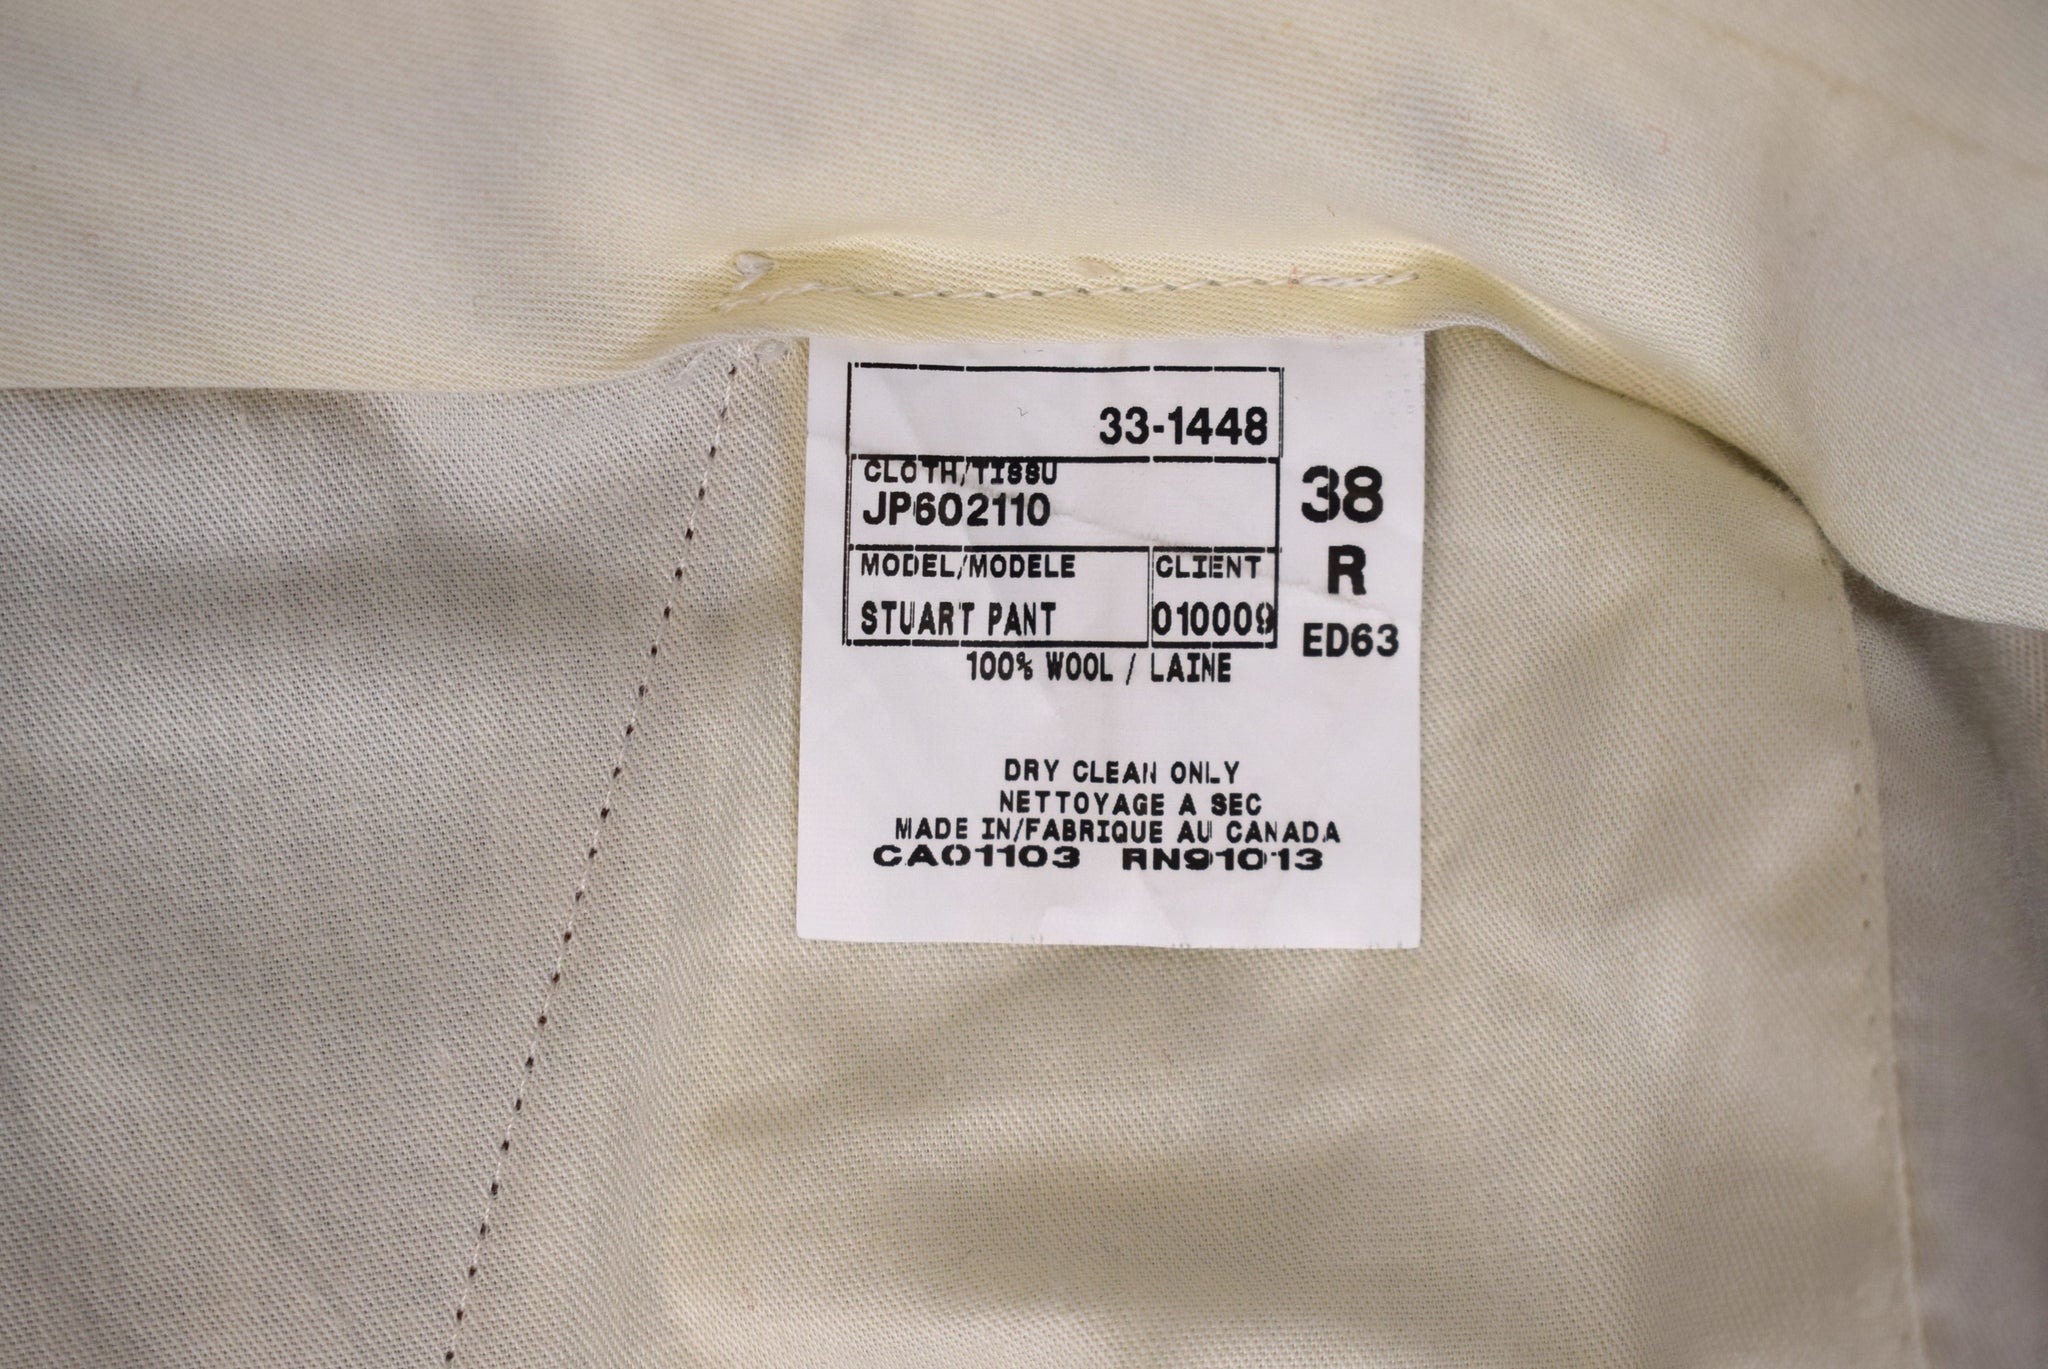 33-1448
CLOTH/TISSU
JP602110
MODEL/MODELE CLIENT
STUART PANT 010009
38
R
ED63
100% WOOL / LAINE
DRY CLEAN ONLY
NETTOYAGE A SEC
MADE IN/FABRIQUE AU CANADA
CA01103 RN91013